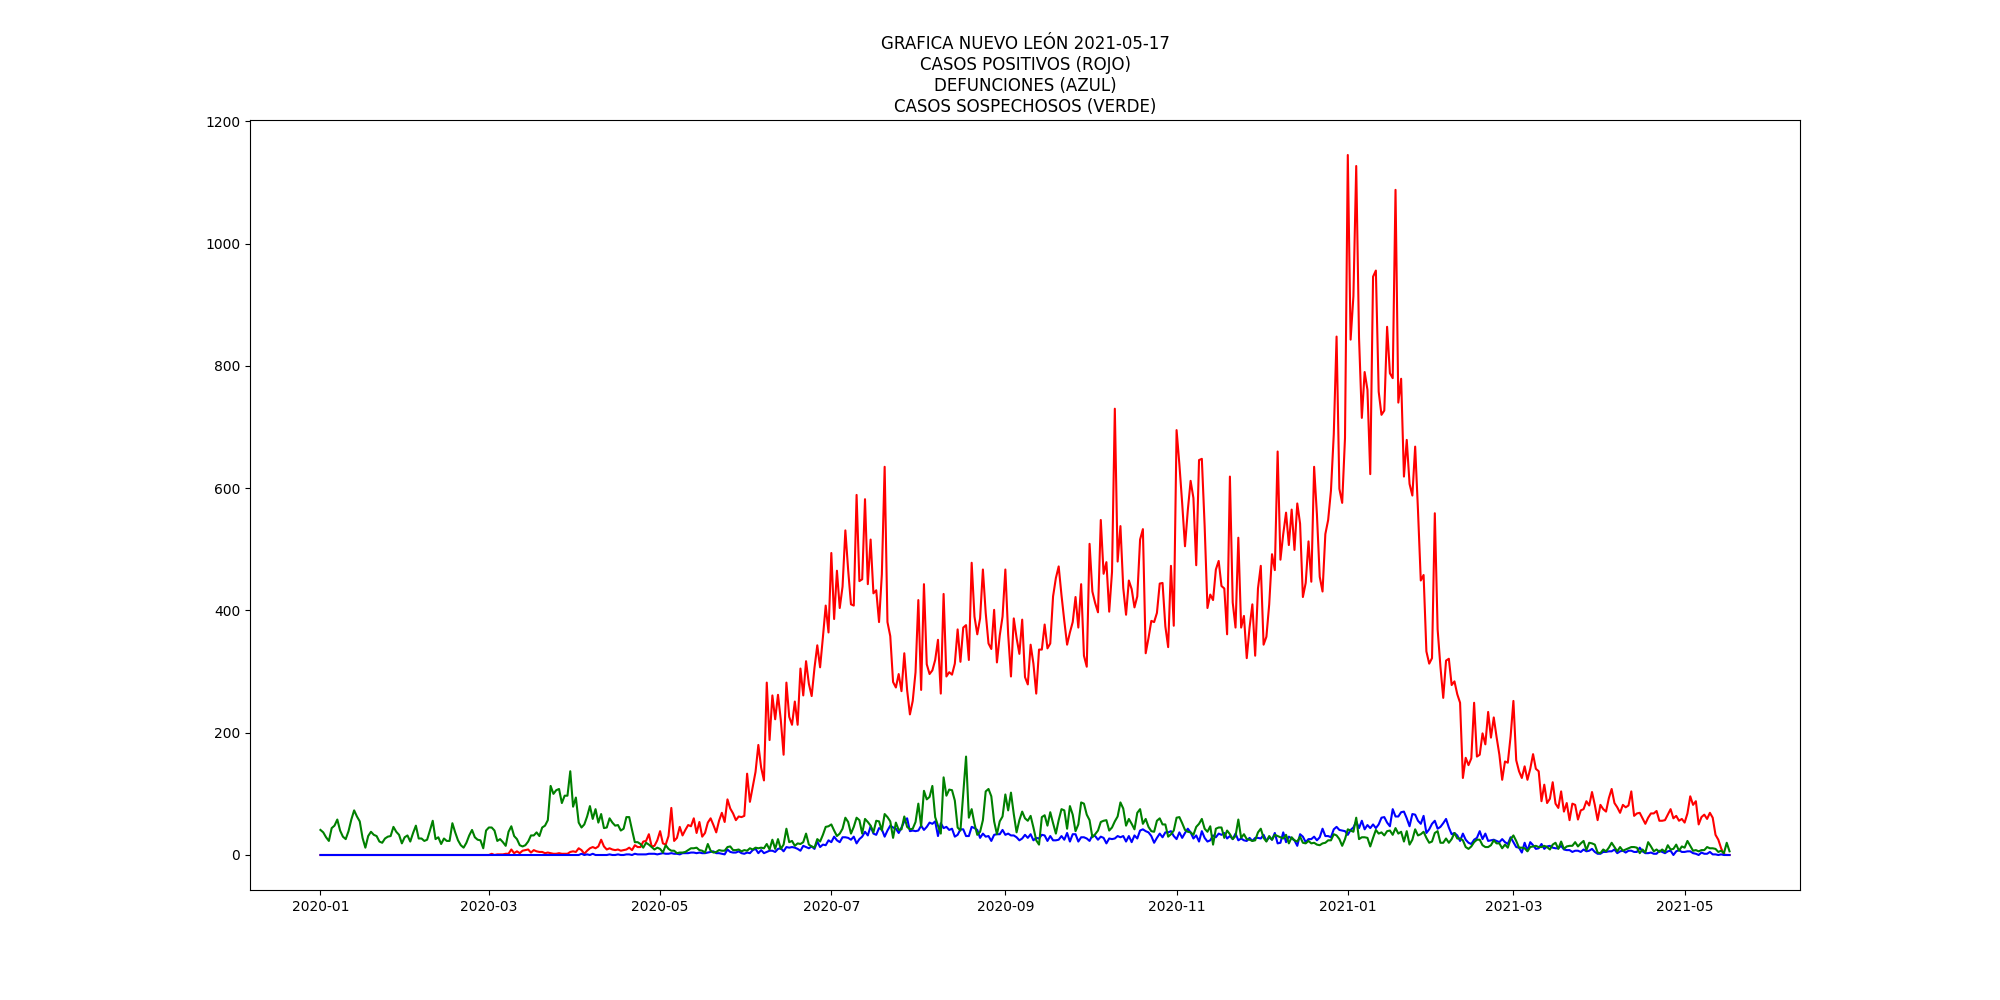 GRAFICA NUEVO LEÓN 2021-05-17
CASOS POSITIVOS (ROJO)
DEFUNCIONES (AZUL)
CASOS SOSPECHOSOS (VERDE)
1200
1000
800
600
400
200
0
2020-01 2020-03 2020-05 2020-07 2020-09 2020-11 2021-01 2021-03 2021-05